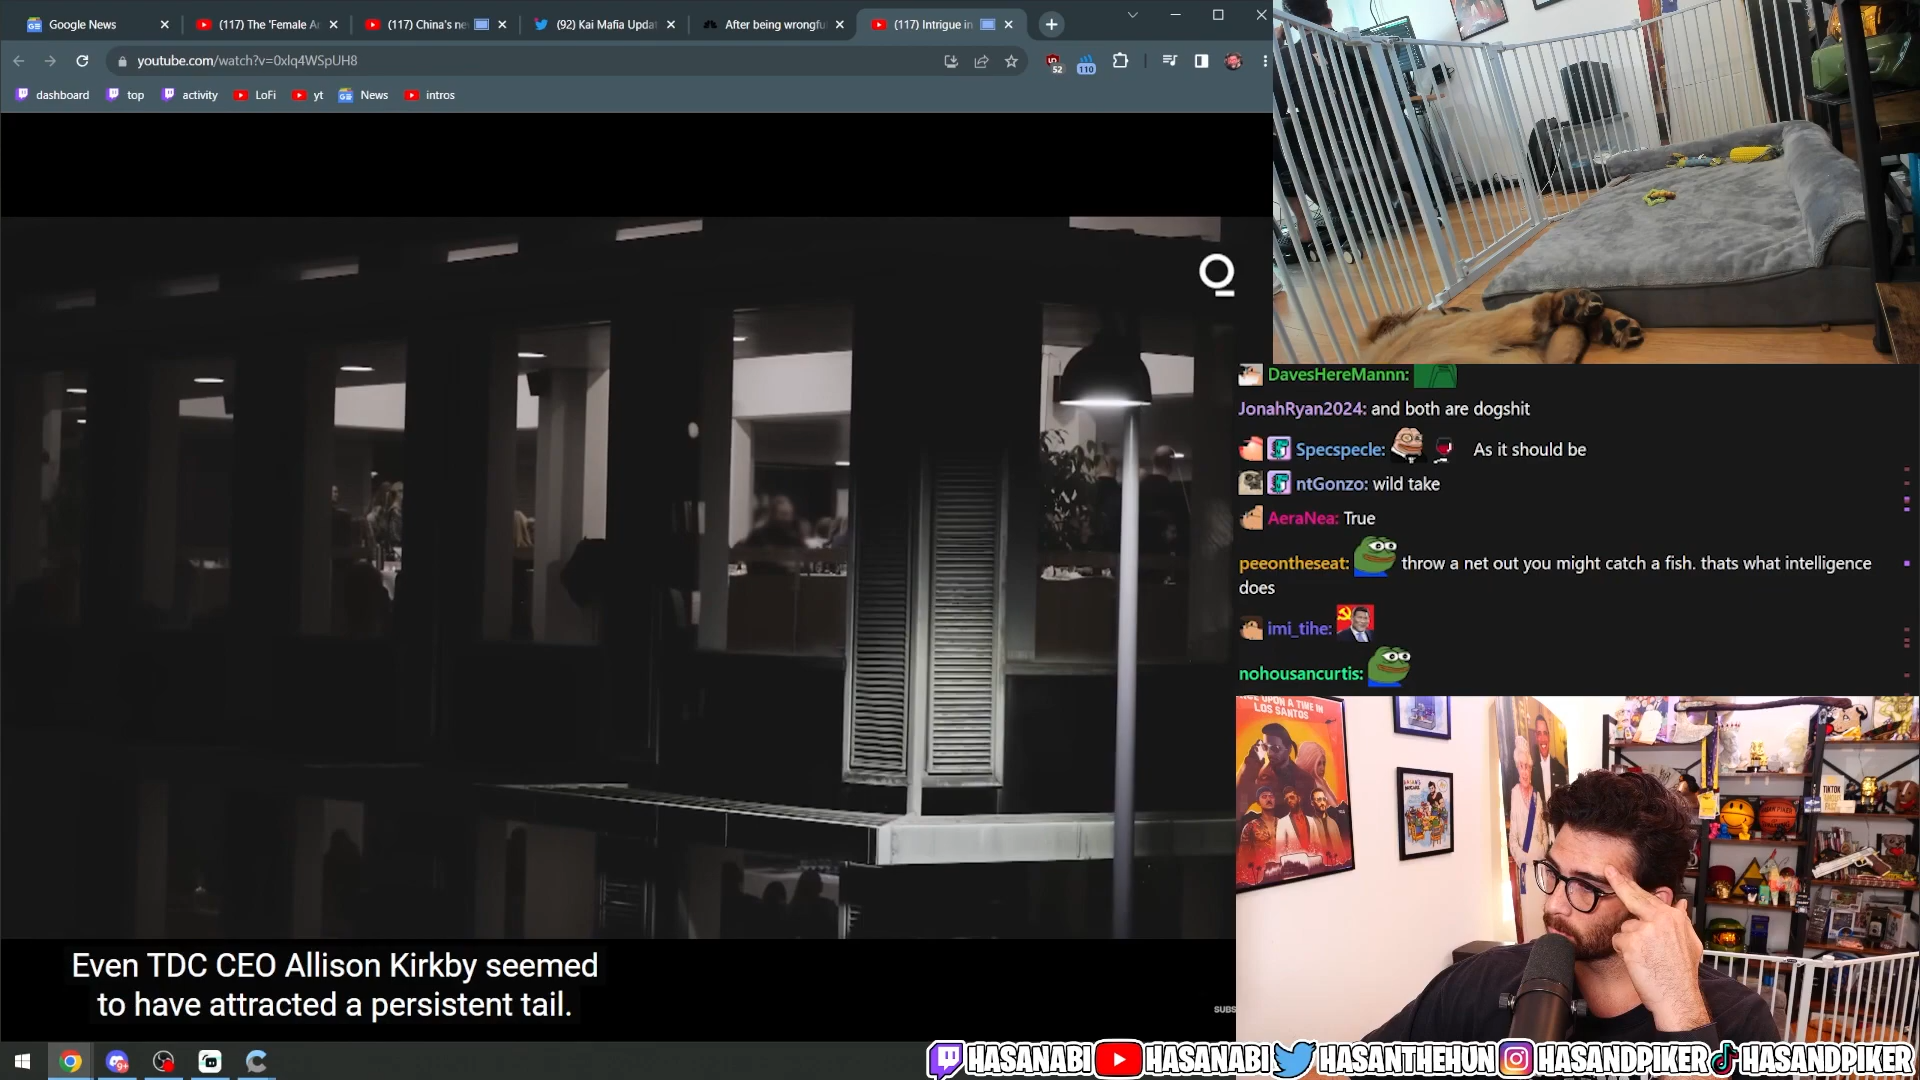 Google News
(117) The 'Female A
(117) China's ne
(92) Kai Mafia Upda
After being wrongfu
(117) Intrigue in
youtube.com/watch?v=0xlq4WSpUH8
52
110
dashboard
top
activity
LoFi
yt
News
intros
DavesHereMannn:
JonahRyan2024: and both are dogshit
Specspecle: As it should be
ntGonzo: wild take
AeraNea: True
peeontheseat: throw a net out you might catch a fish. thats what intelligence
does
imi_tihe:
nohousancurtis:
LOS SANTOS
Even TDC CEO Allison Kirkby seemed
to have attracted a persistent tail.
SUBS
HASANABI HASANABI HASANTHEHUN HASANDPIKER HASANDPIKER